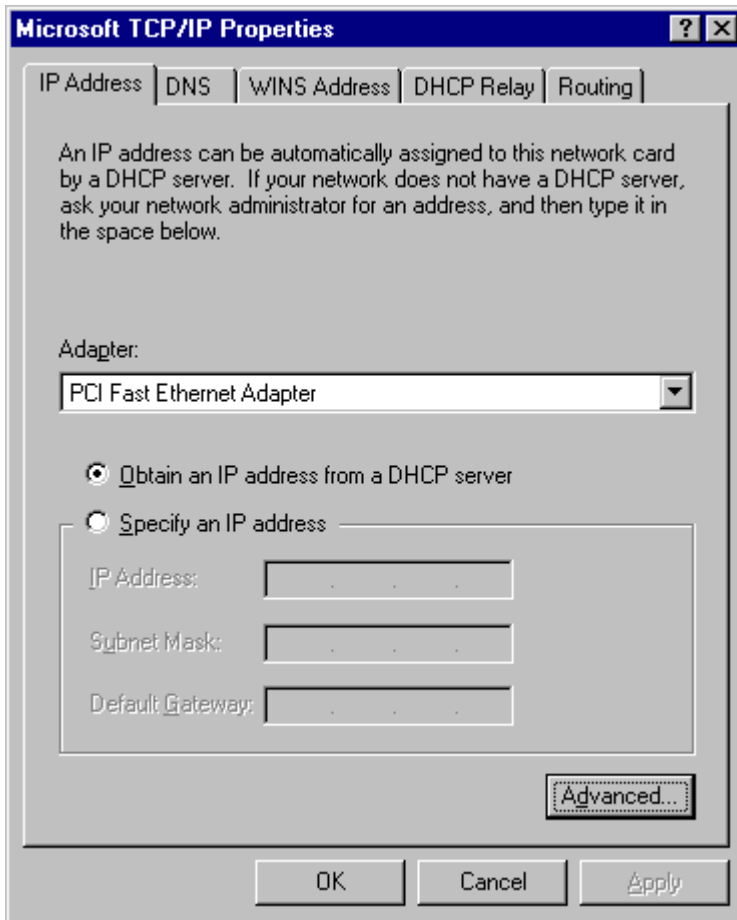 Microsoft TCP/IP Properties
IP Address DNS WINS Address DHCP Relay Routing
An IP address can be automatically assigned to this network card
by a DHCP server. If your network does not have a DHCP server,
ask your network administrator for an address, and then type it in
the space below.
Adapter:
PCI Fast Ethernet Adapter
Obtain an IP address from a DHCP server
Specify an IP address
IP Address:
Subnet Mask:
Default Gateway:
Advanced...
OK Cancel Apply